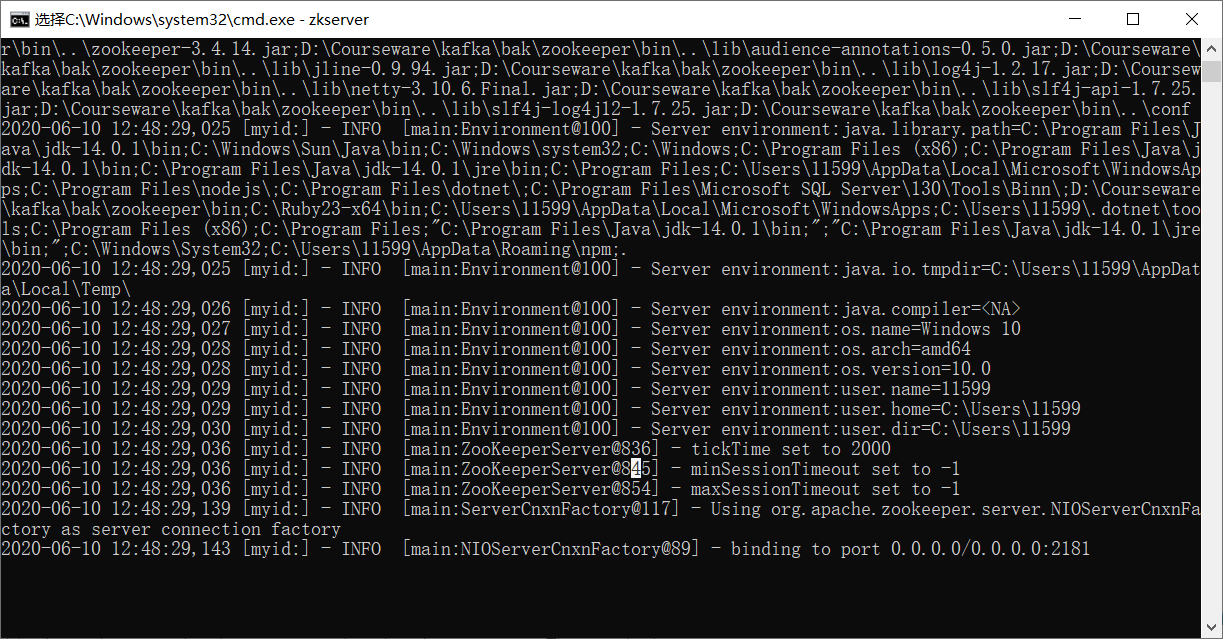 选择C:\Windows\system32\cmd.exe - zkserver
r\bin\..\zookeeper-3.4.14.jar;D:\Courseware\kafka\bak\zookeeper\bin\..\lib\audience-annotations-0.5.0.jar;D:\Courseware\
kafka\bak\zookeeper\bin\..\lib\jline-0.9.94.jar;D:\Courseware\kafka\bak\zookeeper\bin\..\lib\log4j-1.2.17.jar;D:\Coursew
are\kafka\bak\zookeeper\bin\..\lib\netty-3.10.6.Final.jar;D:\Courseware\kafka\bak\zookeeper\bin\..\lib\slf4j-api-1.7.25.
jar;D:\Courseware\kafka\bak\zookeeper\bin\..\lib\slf4j-log4j12-1.7.25.jar;D:\Courseware\kafka\bak\zookeeper\bin\..\conf
2020-06-10 12:48:29,025 [myid:] - INFO  [main:Environment@100] - Server environment:java.library.path=C:\Program Files\J
ava\jdk-14.0.1\bin;C:\Windows\Sun\Java\bin;C:\Windows\system32;C:\Windows;C:\Program Files (x86);C:\Program Files\Java\j
dk-14.0.1\bin;C:\Program Files\Java\jdk-14.0.1\jre\bin;C:\Program Files;C:\Users\11599\AppData\Local\Microsoft\WindowsAp
ps;C:\Program Files\nodejs\;C:\Program Files\dotnet\;C:\Program Files\Microsoft SQL Server\130\Tools\Binn\;D:\Courseware
\kafka\bak\zookeeper\bin;C:\Ruby23-x64\bin;C:\Users\11599\AppData\Local\Microsoft\WindowsApps;C:\Users\11599\.dotnet\too
ls;C:\Program Files (x86);C:\Program Files;"C:\Program Files\Java\jdk-14.0.1\bin;";"C:\Program Files\Java\jdk-14.0.1\jre
\bin;";C:\Windows\System32;C:\Users\11599\AppData\Roaming\npm;.
2020-06-10 12:48:29,025 [myid:] - INFO  [main:Environment@100] - Server environment:java.io.tmpdir=C:\Users\11599\AppDat
a\Local\Temp\
2020-06-10 12:48:29,026 [myid:] - INFO  [main:Environment@100] - Server environment:java.compiler=<NA>
2020-06-10 12:48:29,027 [myid:] - INFO  [main:Environment@100] - Server environment:os.name=Windows 10
2020-06-10 12:48:29,028 [myid:] - INFO  [main:Environment@100] - Server environment:os.arch=amd64
2020-06-10 12:48:29,028 [myid:] - INFO  [main:Environment@100] - Server environment:os.version=10.0
2020-06-10 12:48:29,029 [myid:] - INFO  [main:Environment@100] - Server environment:user.name=11599
2020-06-10 12:48:29,029 [myid:] - INFO  [main:Environment@100] - Server environment:user.home=C:\Users\11599
2020-06-10 12:48:29,030 [myid:] - INFO  [main:Environment@100] - Server environment:user.dir=C:\Users\11599
2020-06-10 12:48:29,036 [myid:] - INFO  [main:ZooKeeperServer@836] - tickTime set to 2000
2020-06-10 12:48:29,036 [myid:] - INFO  [main:ZooKeeperServer@845] - minSessionTimeout set to -1
2020-06-10 12:48:29,036 [myid:] - INFO  [main:ZooKeeperServer@854] - maxSessionTimeout set to -1
2020-06-10 12:48:29,139 [myid:] - INFO  [main:ServerCnxnFactory@117] - Using org.apache.zookeeper.server.NIOServerCnxnFa
ctory as server connection factory
2020-06-10 12:48:29,143 [myid:] - INFO  [main:NIOServerCnxnFactory@89] - binding to port 0.0.0.0/0.0.0.0:2181